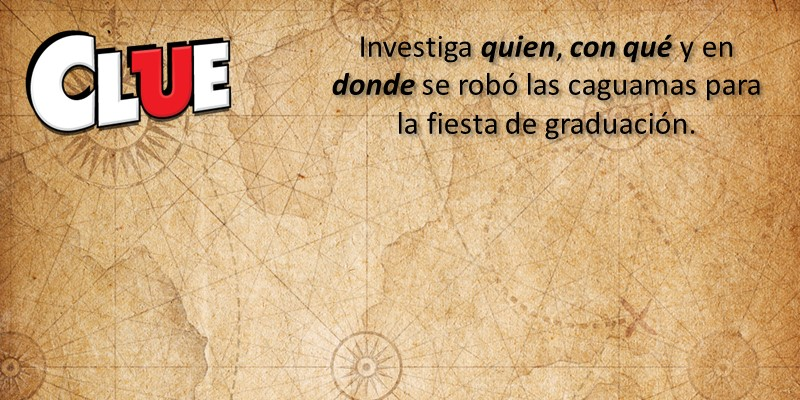 CLUE
Investiga quien, con qué y en
donde se robó las caguamas para
la fiesta de graduación.